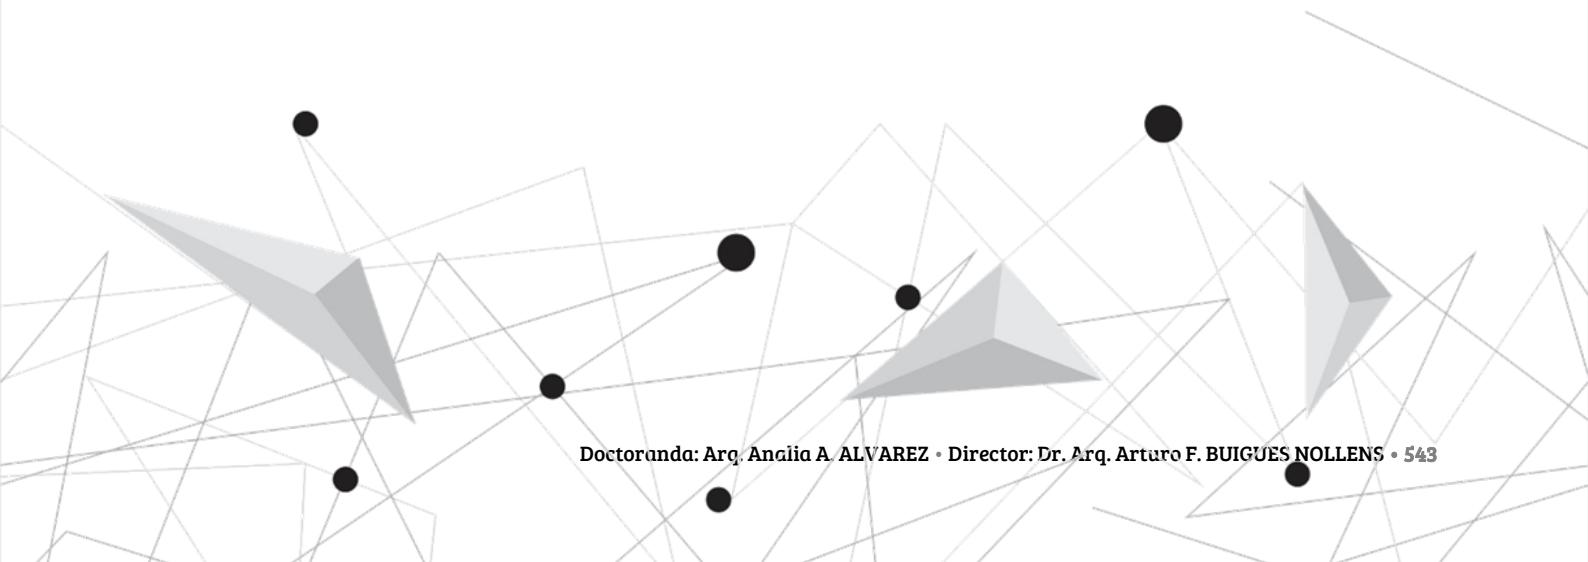 Doctoranda: Arq. Analia A. ALVAREZ • Director: Dr. Arq. Arturo F. BUIGUES NOLLENS • 543